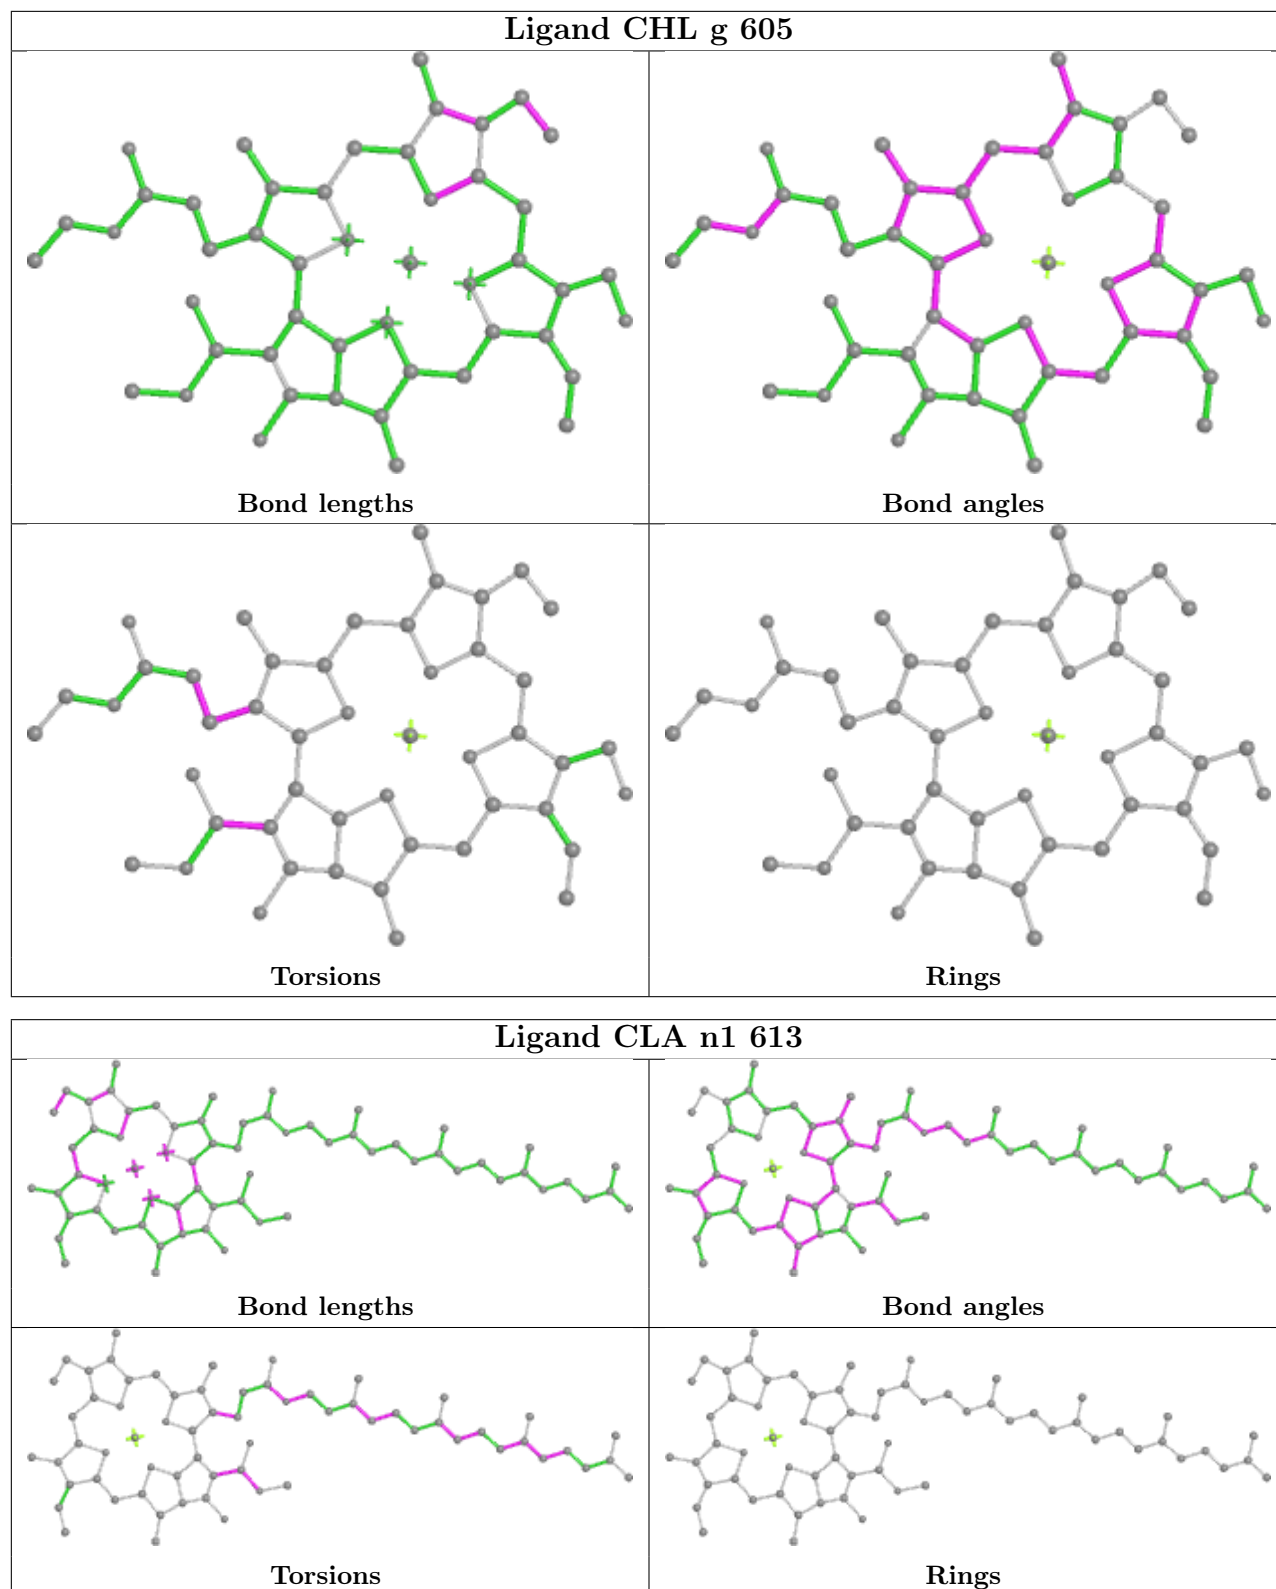 Ligand CHL g 605
Bond lengths
Bond angles
Torsions
Rings
Ligand CLA n1 613
Bond lengths
Bond angles
Torsions
Rings